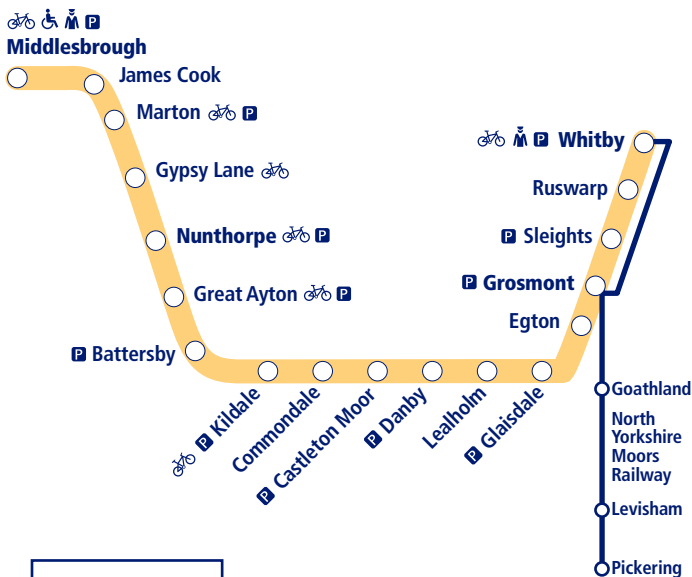 Middlesbrough
James Cook
Marton P
Gypsy Lane
Nunthorpe P
Great Ayton P
P Battersby
P Kildale
Commondale
P Castleton Moor
P Danby
Lealholm
P Glaisdale
P Whitby
Ruswarp
P Sleights
P Grosmont
Egton
Goathland
North
Yorkshire
Moors
Railway
Levisham
Pickering